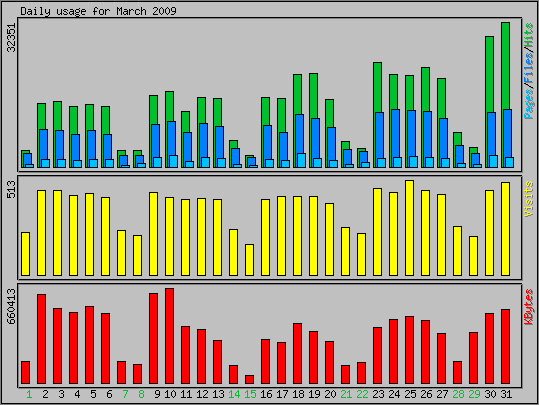 Daily usage for March 2009
32351
Pages/Files/Hits
513
Visits
660413
KBytes
1 2 3 4 5 6 7 8 9 10 11 12 13 14 15 16 17 18 19 20 21 22 23 24 25 26 27 28 29 30 31